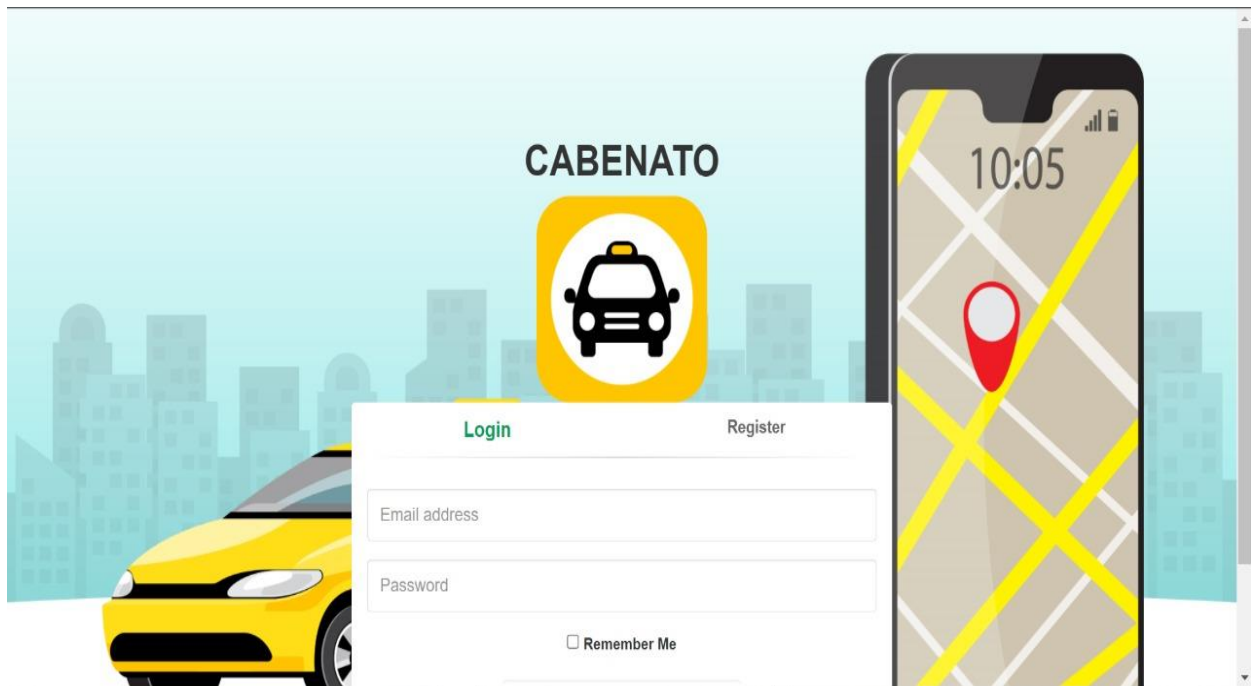 CABENATO
10:05
Login Register
Email address
Password
Remember Me